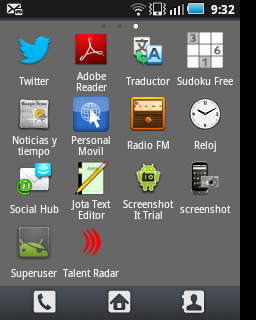 9:32
Twitter
Adobe
Reader
Traductor
Sudoku Free
Noticias y
tiempo
Personal
Movil
Radio FM
Reloj
Social Hub
Jota Text
Editor
Screenshot
It Trial
screenshot
Superuser
Talent Radar